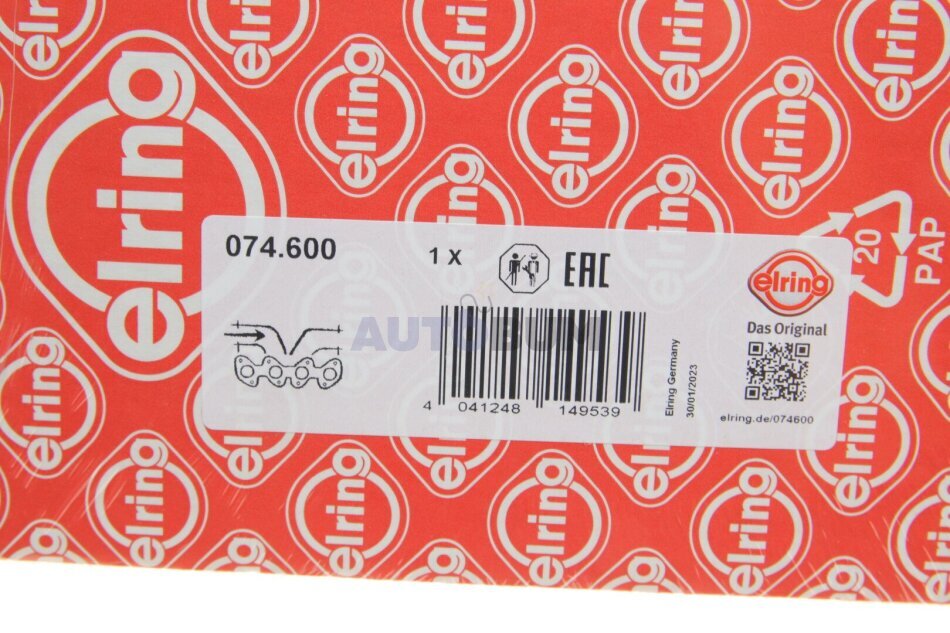 elring
074.600
1 X
EAC
elring
Das Original
AUTOBUM
4 041248 149539
Elring Germany
30/01/2023
elring.de/074600
20
PAP